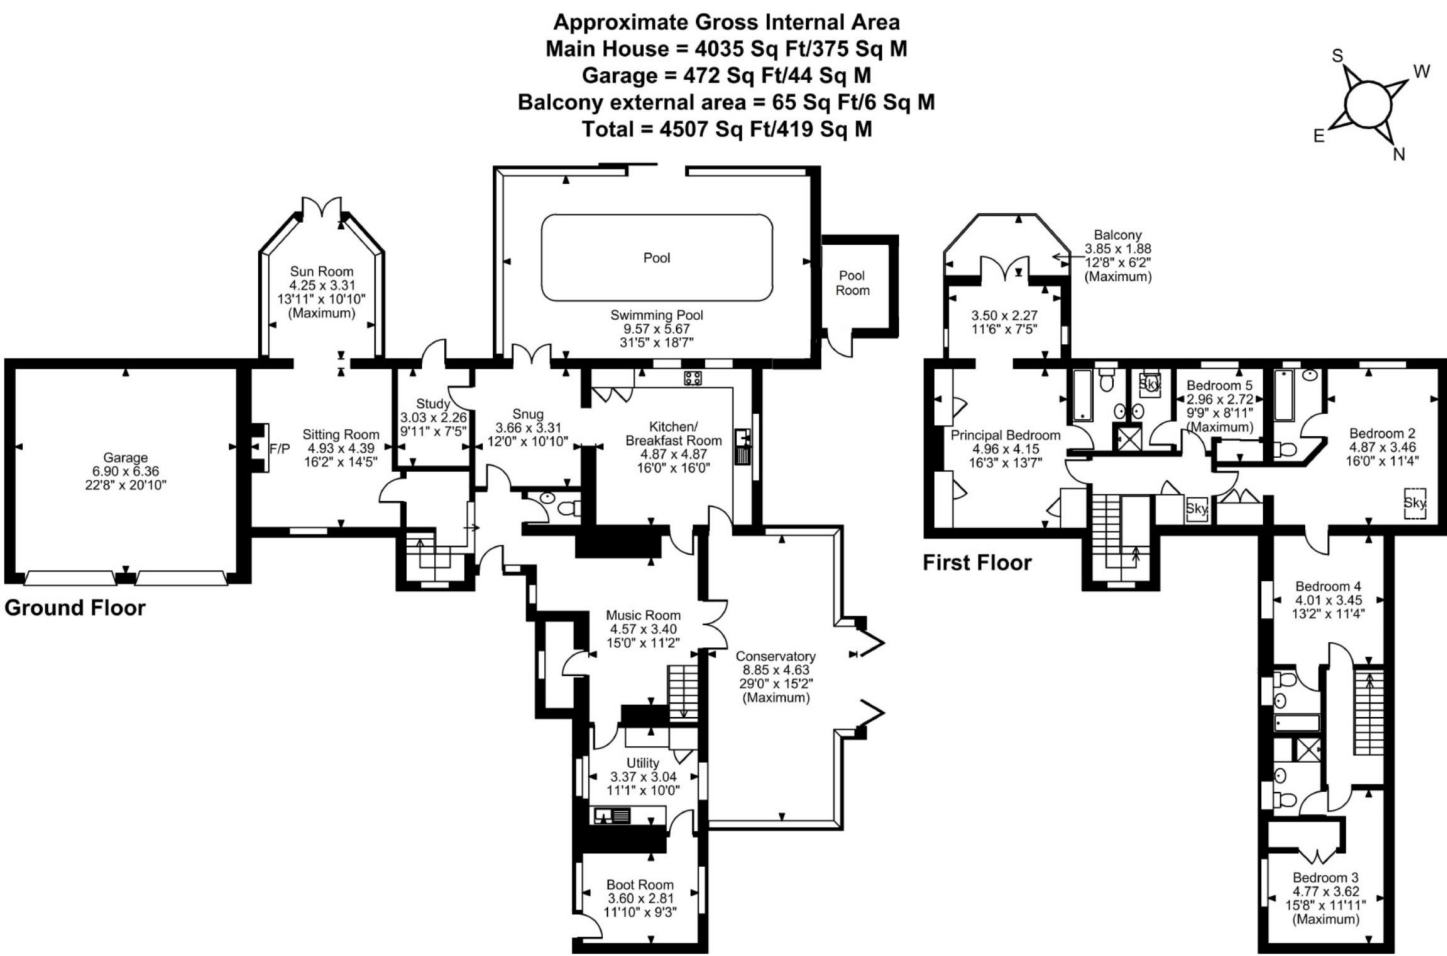 Approximate Gross Internal Area
Main House = 4035 Sq Ft/375 Sq M
Garage = 472 Sq Ft/44 Sq M
Balcony external area = 65 Sq Ft/6 Sq M
Total = 4507 Sq Ft/419 Sq M
S
W
E
N
Sun Room
4.25 x 3.31
13'11" x 10'10"
(Maximum)
Pool
Swimming Pool
9.57 x 5.67
31'5" x 18'7"
Pool
Room
Garage
6.90 x 6.36
22'8" x 20'10"
F/P
Sitting Room
4.93 x 4.39
16'2" x 14'5"
Study
3.03 x 2.26
9'11" x 7'5"
Snug
3.66 x 3.31
12'0" x 10'10"
Kitchen/
Breakfast Room
4.87 x 4.87
16'0" x 16'0"
Music Room
4.57 x 3.40
15'0" x 11'2"
Conservatory
8.85 x 4.63
29'0" x 15'2"
(Maximum)
Utility
3.37 x 3.04
11'1" x 10'0"
Boot Room
3.60 x 2.81
11'10" x 9'3"
Ground Floor
Balcony
3.85 x 1.88
12'8" x 6'2"
(Maximum)
3.50 x 2.27
11'6" x 7'5"
Principal Bedroom
4.96 x 4.15
16'3" x 13'7"
Sky
Bedroom 5
2.96 x 2.72
9'9" x 8'11"
(Maximum)
Bedroom 2
4.87 x 3.46
16'0" x 11'4"
Sky
Sky
First Floor
Bedroom 4
4.01 x 3.45
13'2" x 11'4"
Bedroom 3
4.77 x 3.62
15'8" x 11'11"
(Maximum)